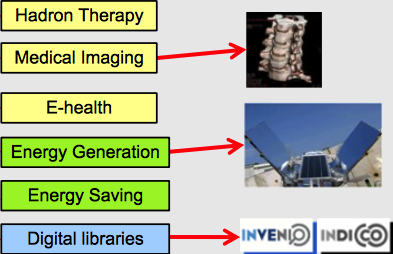 Hadron Therapy
Medical Imaging
E-health
Energy Generation
Energy Saving
Digital libraries
INVENIO INDICO